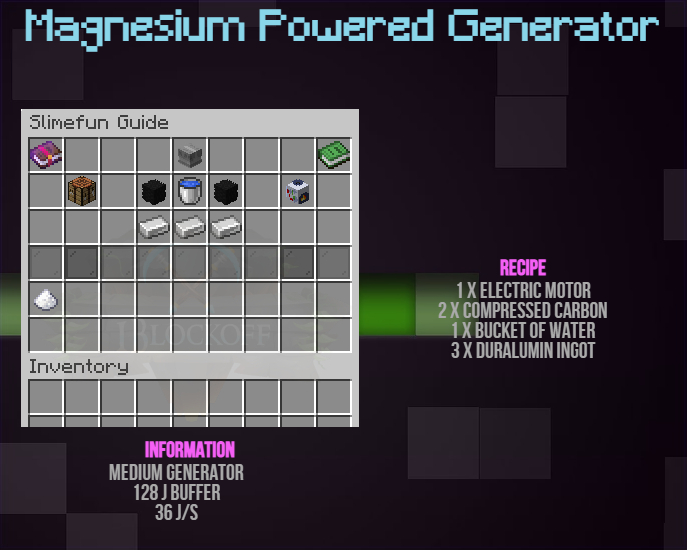 Magnesium Powered Generator
Slimefun Guide
BLOCKOFF
Inventory
RECIPE
1 X ELECTRIC MOTOR
2 X COMPRESSED CARBON
1 X BUCKET OF WATER
3 X DURALUMIN INGOT
INFORMATION
MEDIUM GENERATOR
128 J BUFFER
36 J/S